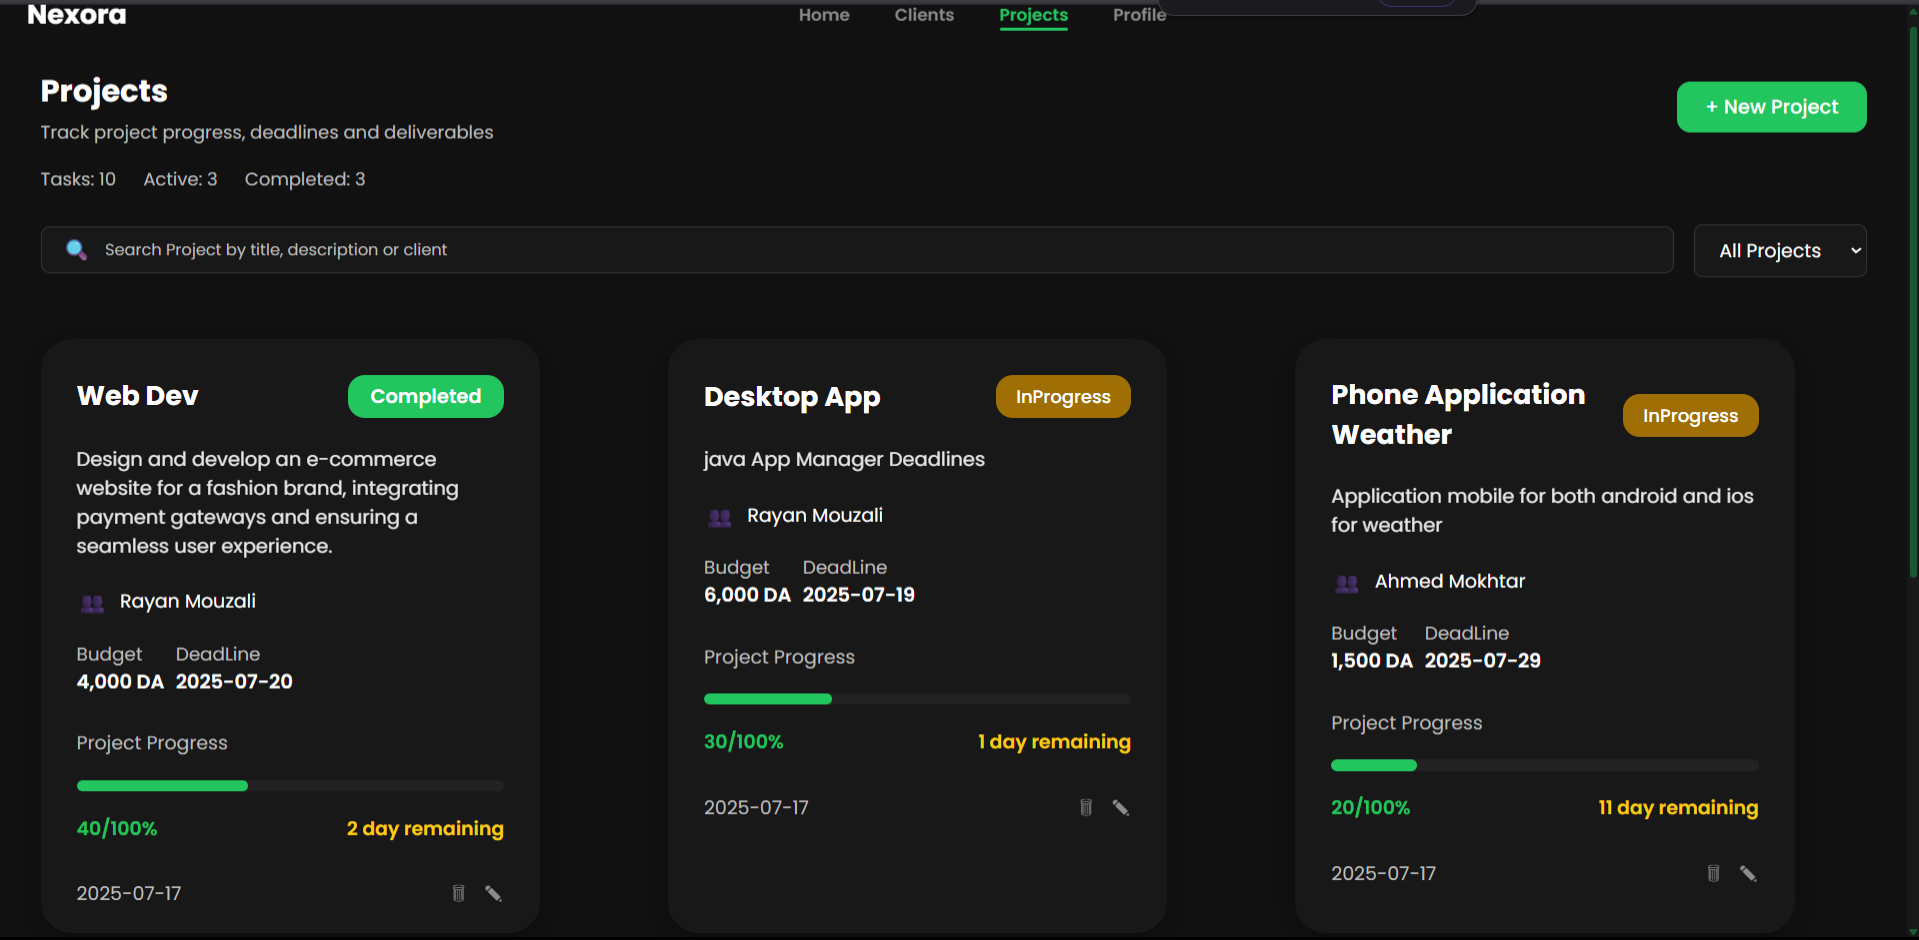 Nexora
Home Clients Projects Profile
Projects
+ New Project
Track project progress, deadlines and deliverables
Tasks: 10 Active: 3 Completed: 3
Search Project by title, description or client
All Projects
Web Dev
Completed
Design and develop an e-commerce
website for a fashion brand, integrating
payment gateways and ensuring a
seamless user experience.
Rayan Mouzali
Budget DeadLine
4,000 DA 2025-07-20
Project Progress
40/100% 2 day remaining
2025-07-17
Desktop App
InProgress
java App Manager Deadlines
Rayan Mouzali
Budget DeadLine
6,000 DA 2025-07-19
Project Progress
30/100% 1 day remaining
2025-07-17
Phone Application
Weather
InProgress
Application mobile for both android and ios
for weather
Ahmed Mokhtar
Budget DeadLine
1,500 DA 2025-07-29
Project Progress
20/100% 11 day remaining
2025-07-17